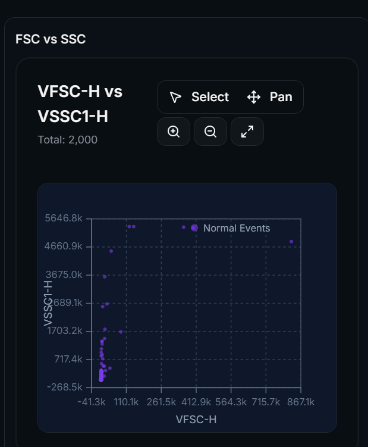 FSC vs SSC
VFSC-H vs
VSSC1-H
Total: 2,000
Select
Pan
Normal Events
5646.8k
4660.9k
3675.0k
2689.1k
1703.2k
717.4k
-268.5k
VSSC1-H
-41.3k 110.1k 261.5k 412.9k 564.3k 715.7k 867.1k
VFSC-H